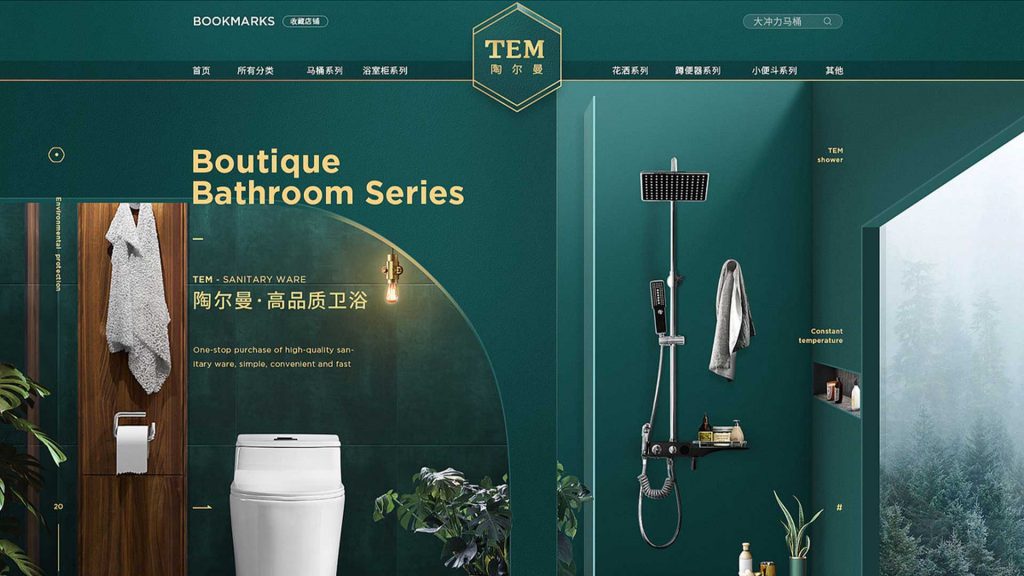 BOOKMARKS 收藏店铺
大冲力马桶
TEM
陶尔曼
首页 所有分类 马桶系列 浴室柜系列
花洒系列 蹲便器系列 小便斗系列 其他
Boutique
Bathroom Series
TEM
shower
Environmental protection
TEM - SANITARY WARE
陶尔曼·高品质卫浴
One-stop purchase of high-quality san-
itary ware, simple, convenient and fast
Constant
temperature
20
#